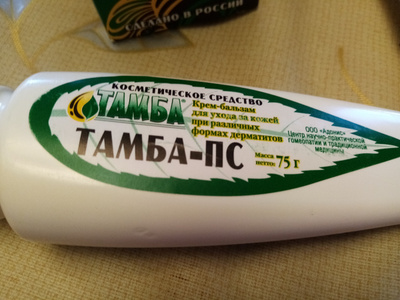 СДЕЛАНО В РОССИИ
КОСМЕТИЧЕСКОЕ СРЕДСТВО
ТАМБА
Крем-бальзам
для ухода за кожей
при различных
формах дерматитов
ТАМБА-ПС
Масса
нетто: 75 г
ООО «Адонис»
Центр научно-практической
гомеопатии и традиционной
медицины